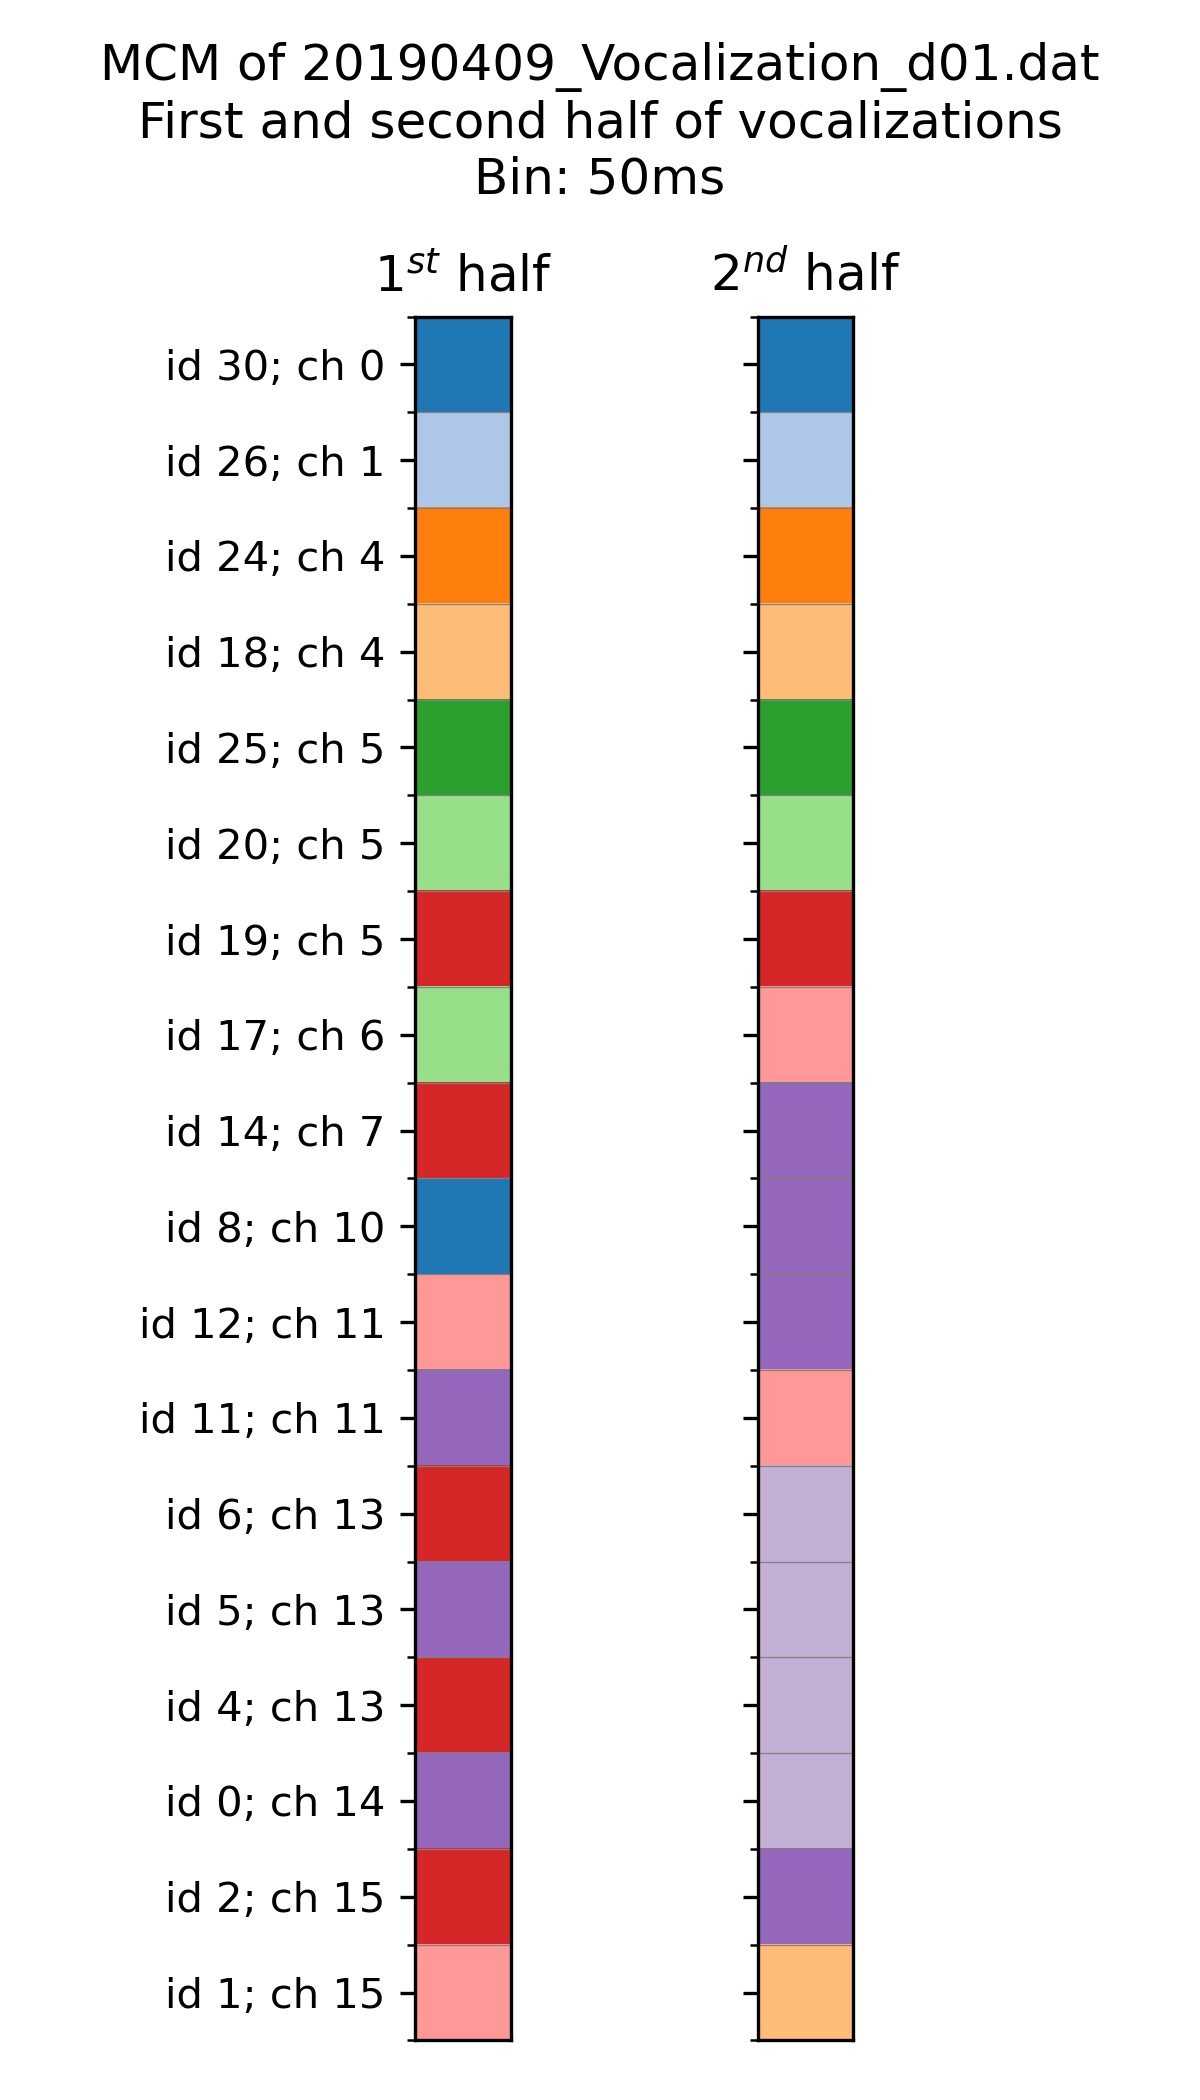 MCM of 20190409_Vocalization_d01.dat
First and second half of vocalizations
Bin: 50ms
1st half
2nd half
id 30; ch 0
id 26; ch 1
id 24; ch 4
id 18; ch 4
id 25; ch 5
id 20; ch 5
id 19; ch 5
id 17; ch 6
id 14; ch 7
id 8; ch 10
id 12; ch 11
id 11; ch 11
id 6; ch 13
id 5; ch 13
id 4; ch 13
id 0; ch 14
id 2; ch 15
id 1; ch 15